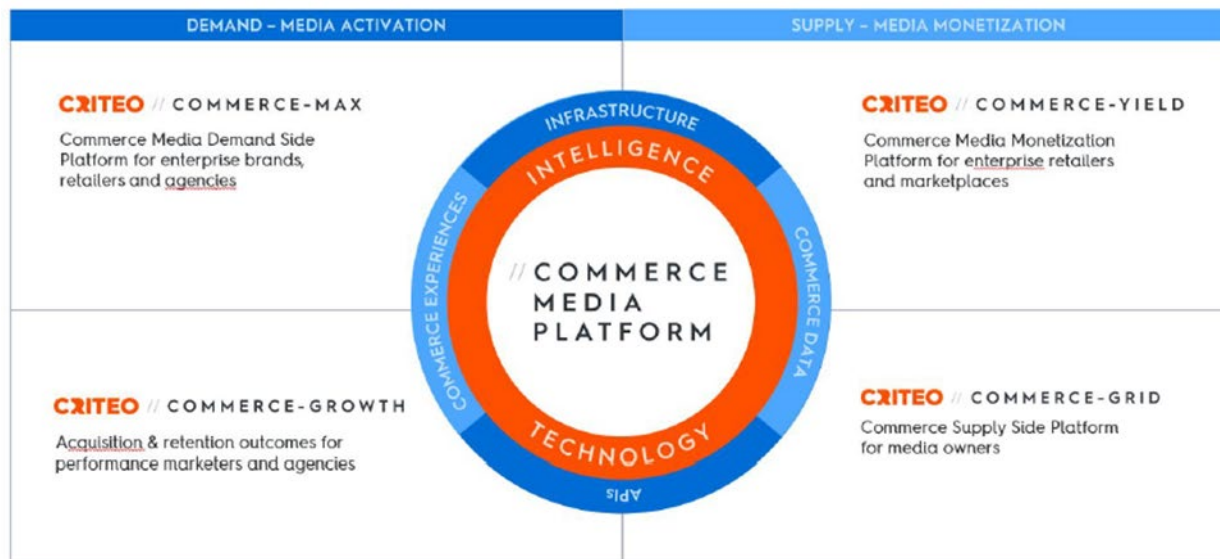 DEMAND – MEDIA ACTIVATION
SUPPLY – MEDIA MONETIZATION
CRITEO // COMMERCE-MAX
Commerce Media Demand Side
Platform for enterprise brands,
retailers and agencies
CRITEO // COMMERCE-YIELD
Commerce Media Monetization
Platform for enterprise retailers
and marketplaces
INFRASTRUCTURE
INTELLIGENCE
COMMERCE EXPERIENCES
// COMMERCE
MEDIA
PLATFORM
COMMERCE DATA
TECHNOLOGY
APIs
CRITEO // COMMERCE-GROWTH
Acquisition & retention outcomes for
performance marketers and agencies
CRITEO // COMMERCE-GRID
Commerce Supply Side Platform
for media owners